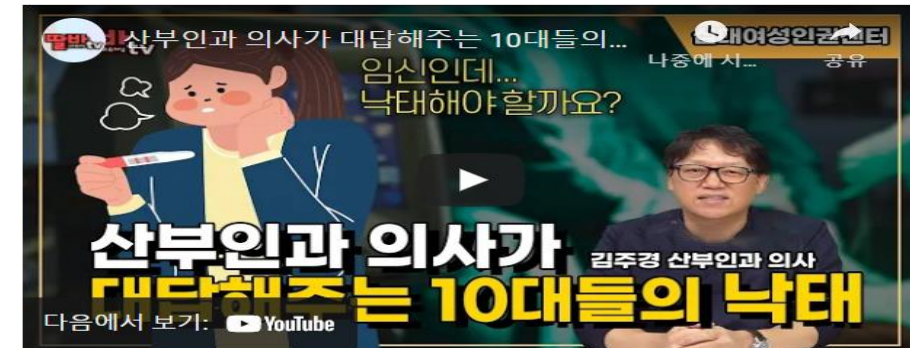 산부인과 의사가 대답해주는 10대들의...
나중에 시...
공유
임신인데...
낙태해야 할까요?
산부인과 의사가
김주경 산부인과 의사
대답해주는 10대들의 낙태
다음에서 보기: YouTube